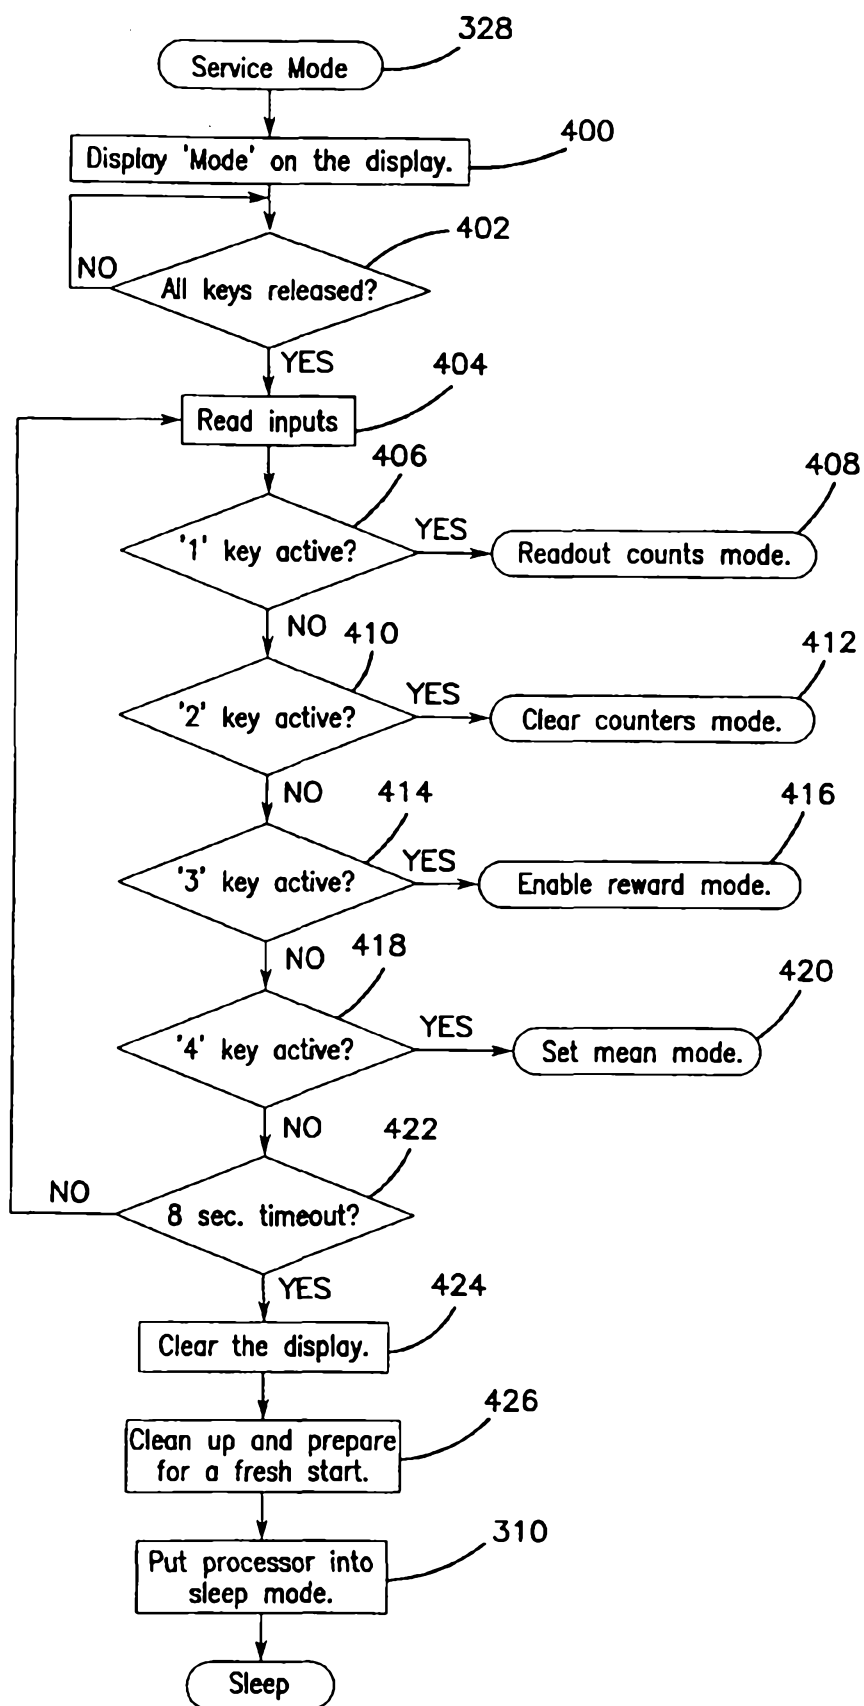 328
Service Mode
400
Display 'Mode' on the display.
402
NO
All keys released?
YES
404
Read inputs
406
408
'1' key active?
YES
Readout counts mode.
NO
410
412
'2' key active?
YES
Clear counters mode.
NO
414
416
'3' key active?
YES
Enable reward mode.
NO
418
420
'4' key active?
YES
Set mean mode.
NO
422
NO
8 sec. timeout?
YES
424
Clear the display.
426
Clean up and prepare
for a fresh start.
310
Put processor into
sleep mode.
Sleep